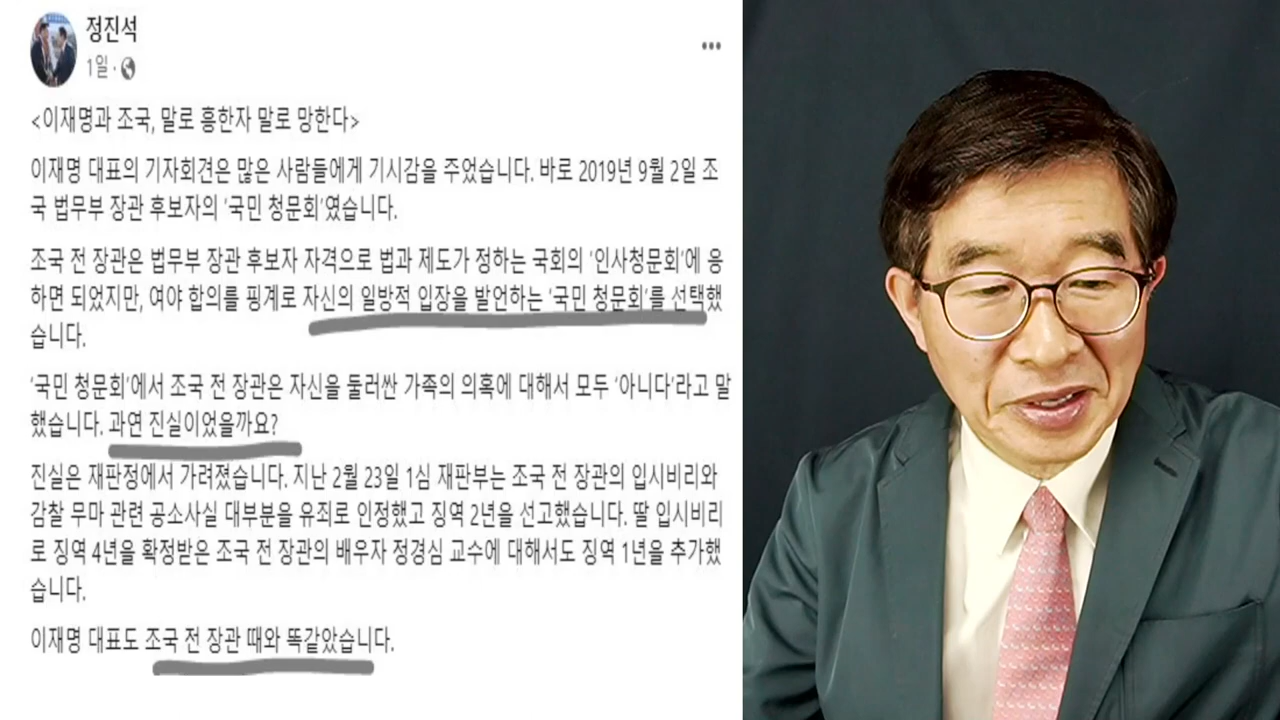 정진석
1일 ·
<이재명과 조국, 말로 흥한자 말로 망한다>
이재명 대표의 기자회견은 많은 사람들에게 기시감을 주었습니다. 바로 2019년 9월 2일 조
국 법무부 장관 후보자의 '국민 청문회'였습니다.
조국 전 장관은 법무부 장관 후보자 자격으로 법과 제도가 정하는 국회의 '인사청문회'에 응
하면 되었지만, 여야 합의를 핑계로 자신의 일방적 입장을 발언하는 '국민 청문회'를 선택했
습니다.
'국민 청문회'에서 조국 전 장관은 자신을 둘러싼 가족의 의혹에 대해서 모두 '아니다'라고 말
했습니다. 과연 진실이었을까요?
진실은 재판정에서 가려졌습니다. 지난 2월 23일 1심 재판부는 조국 전 장관의 입시비리와
감찰 무마 관련 공소사실 대부분을 유죄로 인정했고 징역 2년을 선고했습니다. 딸 입시비리
로 징역 4년을 확정받은 조국 전 장관의 배우자 정경심 교수에 대해서도 징역 1년을 추가했
습니다.
이재명 대표도 조국 전 장관 때와 똑같았습니다.